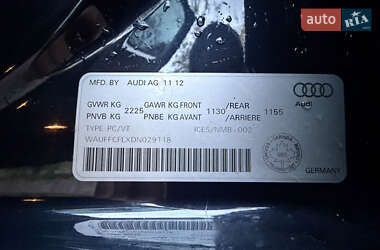 auto RIA.com
MFD. BY AUDI AG 11 12
Audi
GVWR KG 2225 GAWR KG FRONT 1130 /REAR 1155
PNVB KG PNBE KG AVANT /ARRIERE
TYPE PC/VT ICES/NMB-002
WAUFFCFLXDN029118
GERMANY